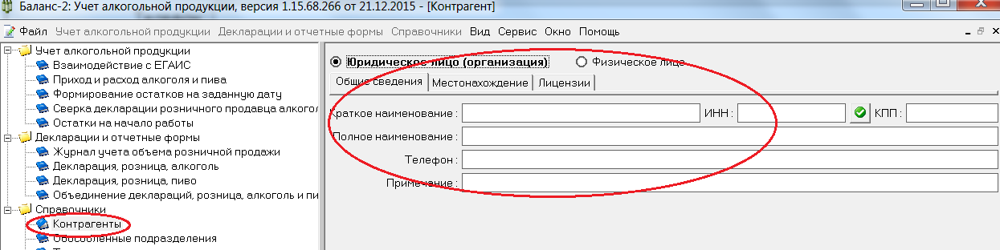 Баланс-2: Учет алкогольной продукции, версия 1.15.68.266 от 21.12.2015 - [Контрагент]
Файл Учет алкогольной продукции Декларации и отчетные формы Справочники Вид Сервис Окно Помощь
Учет алкогольной продукции
Взаимодействие с ЕГАИС
Приход и расход алкоголя и пива
Формирование остатков на заданную дату
Сверка декларации розничного продавца алкогол
Остатки на начало работы
Декларации и отчетные формы
Журнал учета объема розничной продажи
Декларация, розница, алкоголь
Декларация, розница, пиво
Объединение деклараций, розница, алкоголь и пи
Справочники
Контрагенты
Обособленные подразделения
Юридическое лицо (организация) Физическое лицо
Общие сведения Местонахождение Лицензии
Краткое наименование : ИНН : КПП :
Полное наименование :
Телефон :
Примечание :